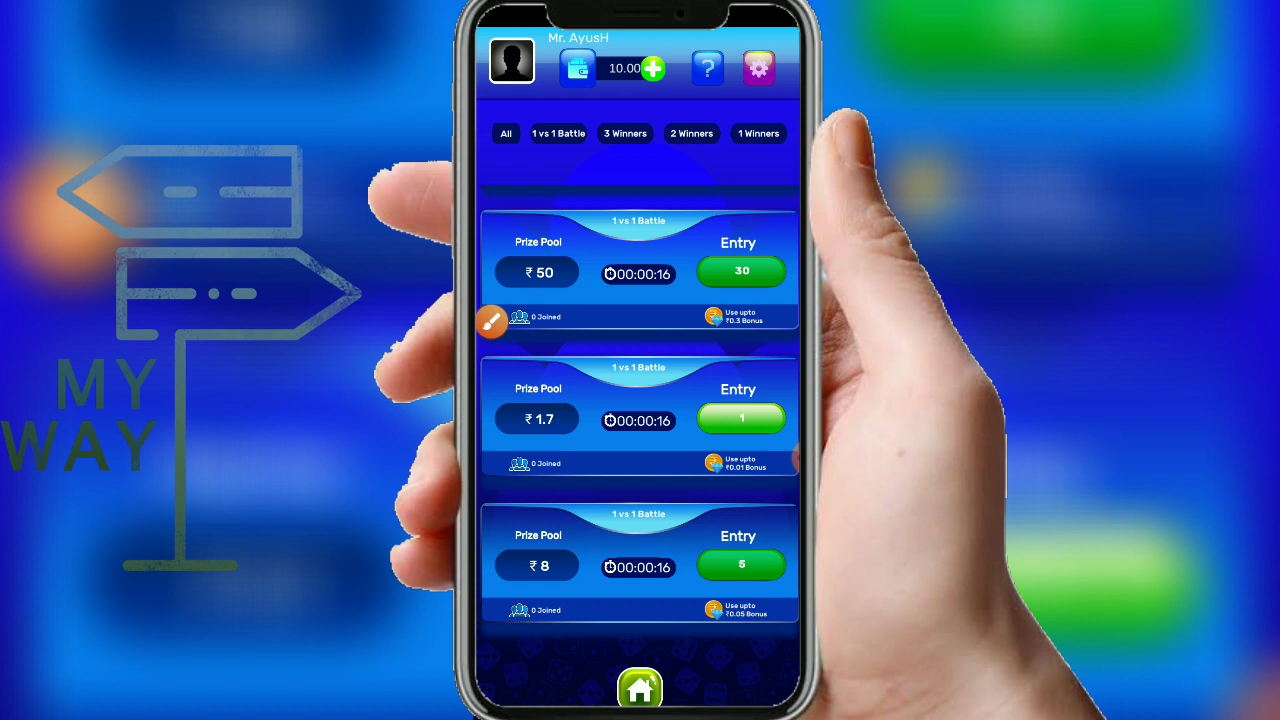 Mr. AyusH
10.00
?
All
1 vs 1 Battle
3 Winners
2 Winners
1 Winners
1 vs 1 Battle
Prize Pool
Entry
₹ 50
00:00:16
30
0 Joined
Use upto
₹0.3 Bonus
1 vs 1 Battle
Prize Pool
Entry
₹ 1.7
00:00:16
1
0 Joined
Use upto
₹0.01 Bonus
1 vs 1 Battle
Prize Pool
Entry
₹ 8
00:00:16
5
0 Joined
Use upto
₹0.05 Bonus
MY
WAY